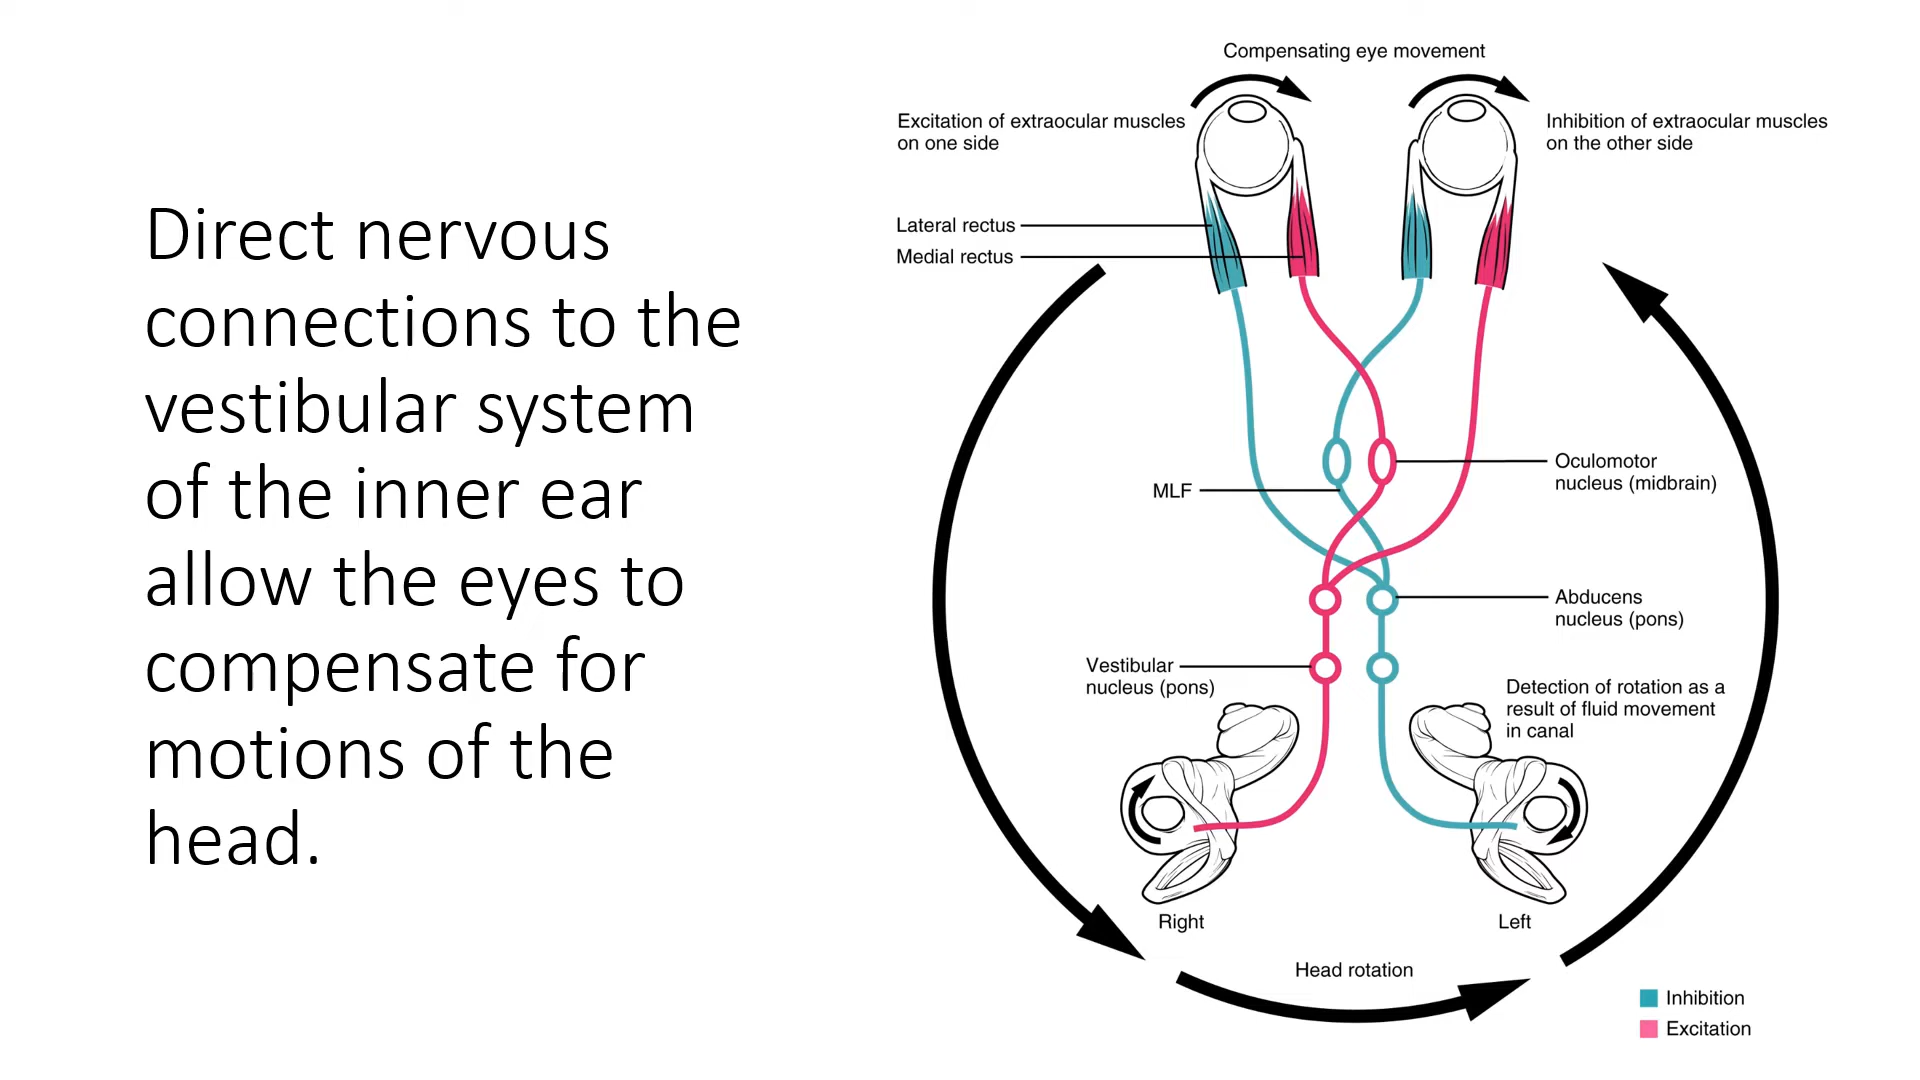 Direct nervous
connections to the
vestibular system
of the inner ear
allow the eyes to
compensate for
motions of the
head.
Compensating eye movement
Excitation of extraocular muscles
on one side
Inhibition of extraocular muscles
on the other side
Lateral rectus
Medial rectus
Oculomotor
nucleus (midbrain)
MLF
Abducens
nucleus (pons)
Vestibular
nucleus (pons)
Detection of rotation as a
result of fluid movement
in canal
Right
Left
Head rotation
Inhibition
Excitation